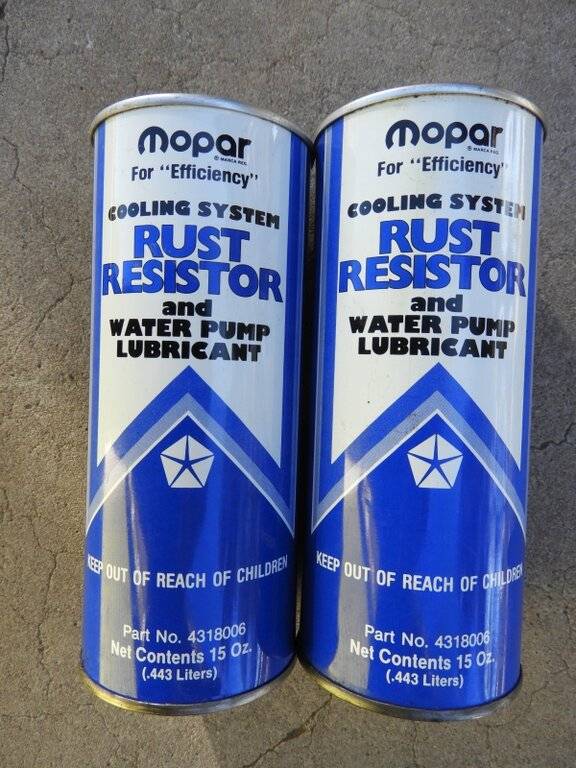 mopar
For "Efficiency"
COOLING SYSTEM
RUST
RESISTOR
and
WATER PUMP
LUBRICANT
KEEP OUT OF REACH OF CHILDREN
Part No. 4318006
Net Contents 15 Oz.
(.443 Liters)
mopar
For "Efficiency"
COOLING SYSTEM
RUST
RESISTOR
and
WATER PUMP
LUBRICANT
KEEP OUT OF REACH OF CHILDREN
Part No. 4318006
Net Contents 15 Oz.
(.443 Liters)